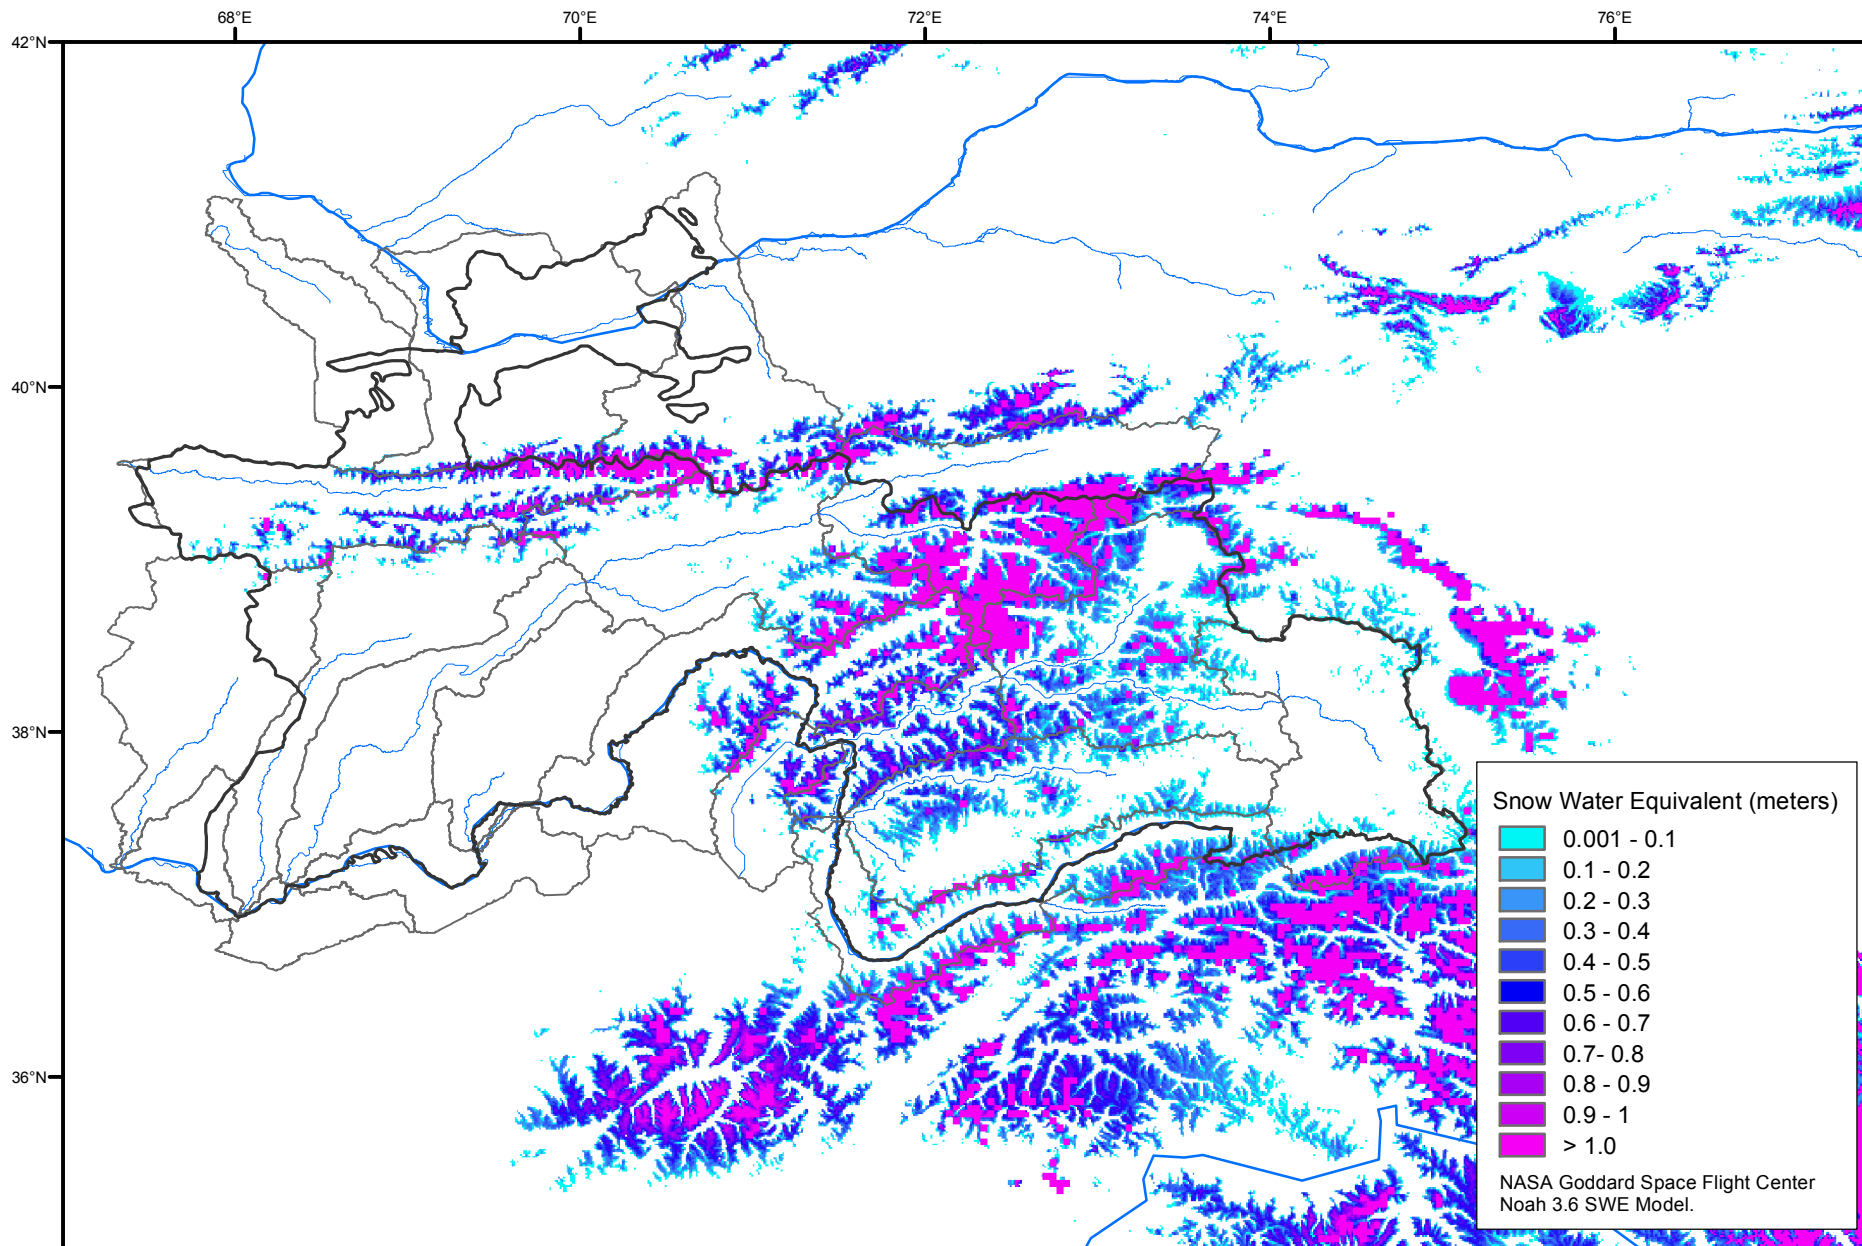 68°E
70°E
72°E
74°E
76°E
42°N
40°N
38°N
36°N
Snow Water Equivalent (meters)
0.001 - 0.1
0.1 - 0.2
0.2 - 0.3
0.3 - 0.4
0.4 - 0.5
0.5 - 0.6
0.6 - 0.7
0.7- 0.8
0.8 - 0.9
0.9 - 1
> 1.0
NASA Goddard Space Flight Center
Noah 3.6 SWE Model.